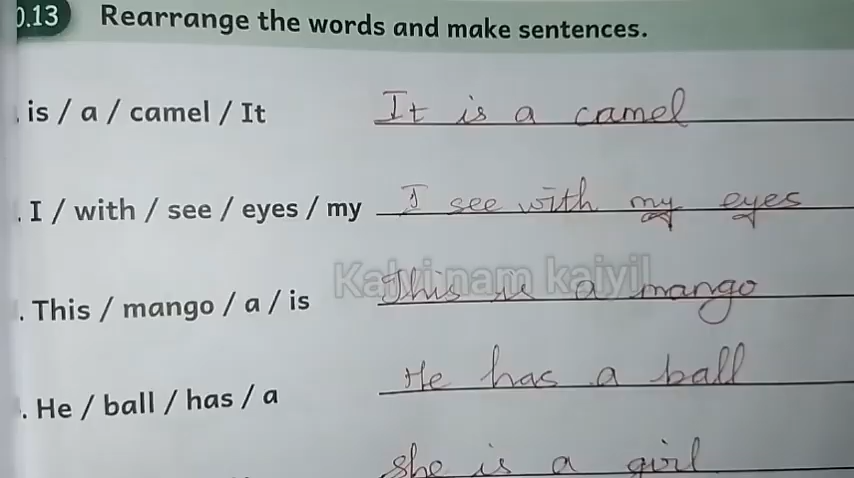 0.13 Rearrange the words and make sentences.
. is / a / camel / It It is a camel
. I / with / see / eyes / my I see with my eyes
Kalvi nam kaiyil
. This / mango / a / is This is a mango
. He / ball / has / a He has a ball
she is a girl